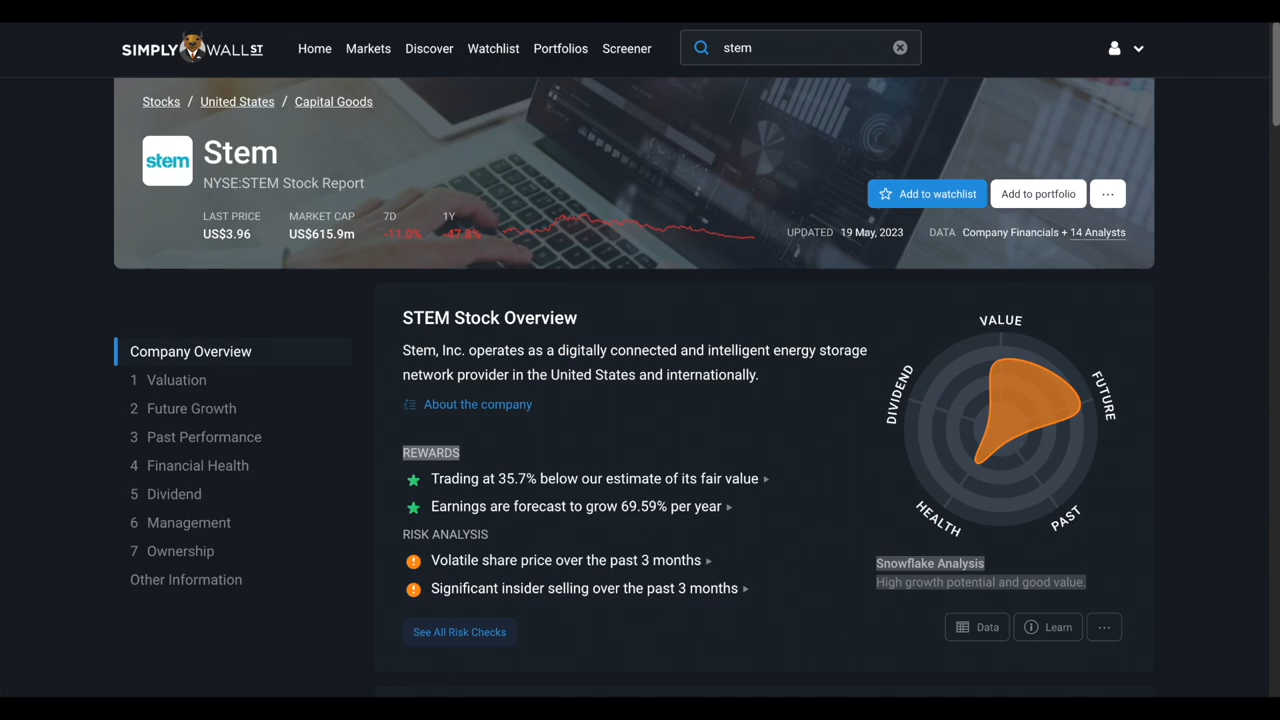 SIMPLY WALL ST
Home Markets Discover Watchlist Portfolios Screener
stem
Stocks / United States / Capital Goods
stem
Stem
NYSE:STEM Stock Report
Add to watchlist
Add to portfolio
...
LAST PRICE
US$3.96
MARKET CAP
US$615.9m
7D
-11.0%
1Y
-47.8%
UPDATED 19 May, 2023 DATA Company Financials + 14 Analysts
Company Overview
1 Valuation
2 Future Growth
3 Past Performance
4 Financial Health
5 Dividend
6 Management
7 Ownership
Other Information
STEM Stock Overview
Stem, Inc. operates as a digitally connected and intelligent energy storage
network provider in the United States and internationally.
About the company
REWARDS
Trading at 35.7% below our estimate of its fair value
Earnings are forecast to grow 69.59% per year
RISK ANALYSIS
Volatile share price over the past 3 months
Significant insider selling over the past 3 months
See All Risk Checks
VALUE
FUTURE
PAST
HEALTH
DIVIDEND
Snowflake Analysis
High growth potential and good value.
Data
Learn
...